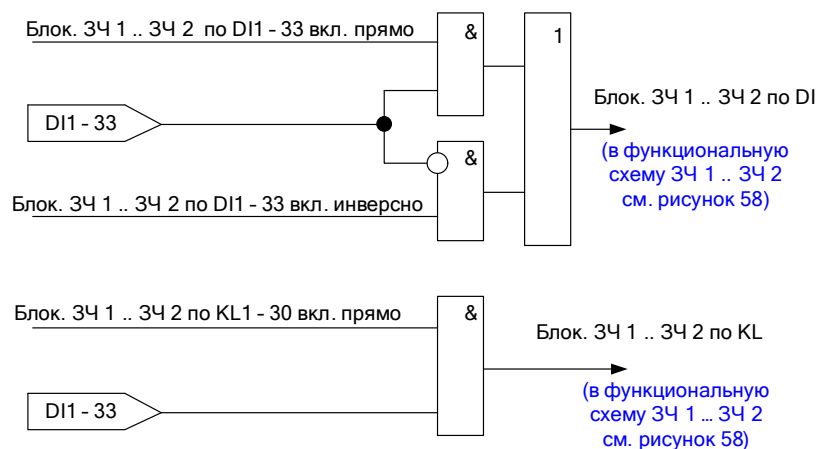 Блок. ЗЧ 1 .. ЗЧ 2  по DI1 - 33 вкл. прямо
&
1
Блок. ЗЧ 1 .. ЗЧ 2 по DI
DI1 - 33
(в функциональную
схему ЗЧ 1 .. ЗЧ 2
см. рисунок 58)
&
Блок. ЗЧ 1 .. ЗЧ 2 по DI1 - 33 вкл. инверсно
Блок. ЗЧ 1 .. ЗЧ 2 по KL1 - 30 вкл. прямо
&
Блок. ЗЧ 1 .. ЗЧ 2 по KL
DI1 - 33
(в функциональную
схему ЗЧ 1 ... ЗЧ 2
см. рисунок 58)